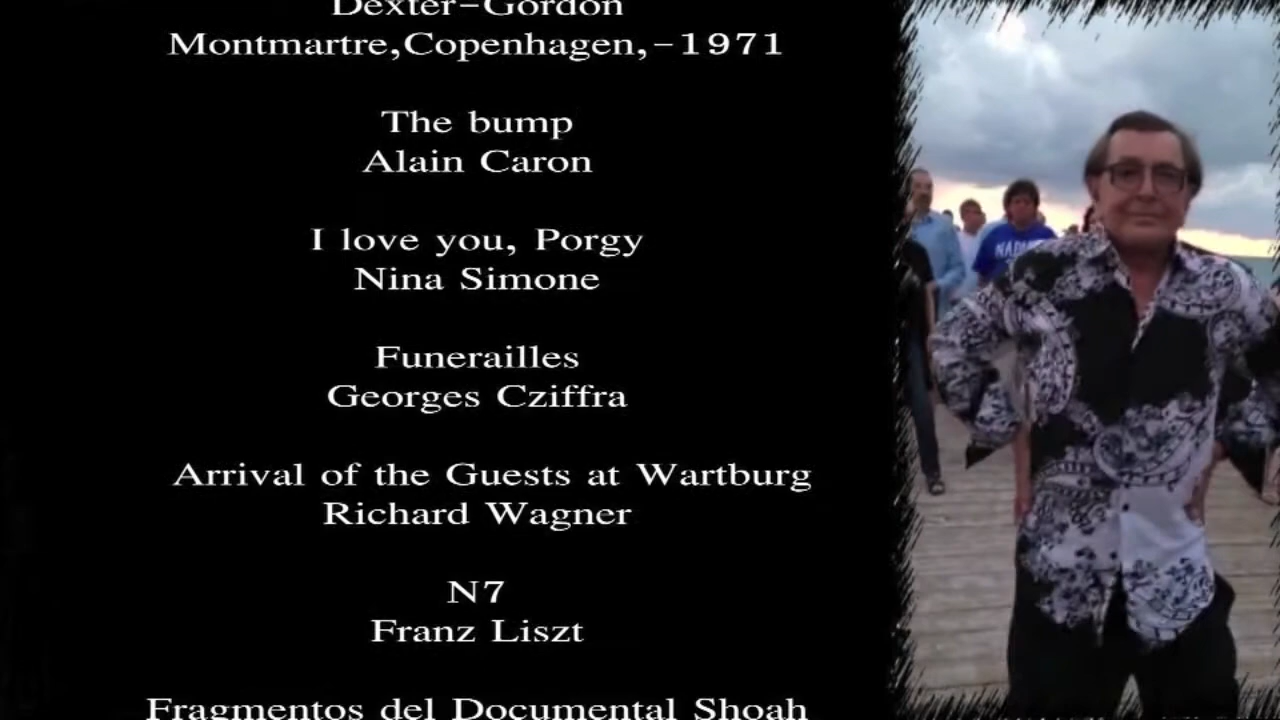 Dexter-Gordon
Montmartre,Copenhagen,-1971
The bump
Alain Caron
I love you, Porgy
Nina Simone
Funerailles
Georges Cziffra
Arrival of the Guests at Wartburg
Richard Wagner
N7
Franz Liszt
Fragmentos del Documental Shoah